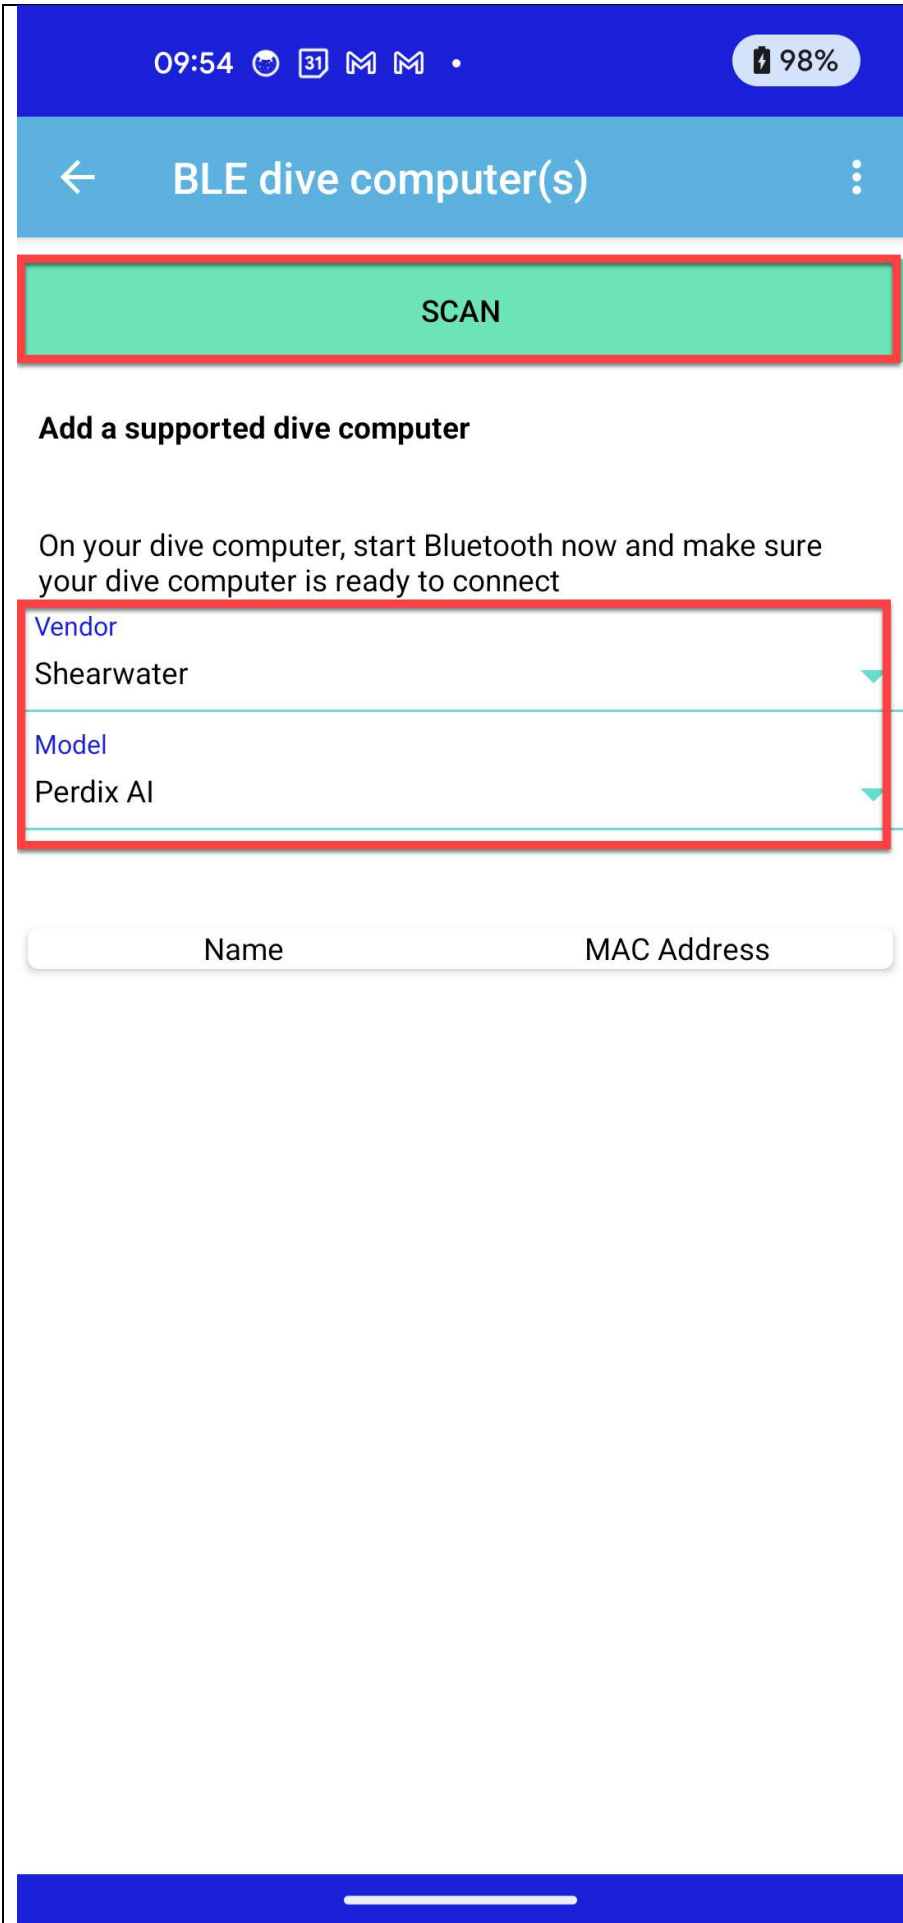 09:54 31 98%
BLE dive computer(s)
SCAN
Add a supported dive computer
On your dive computer, start Bluetooth now and make sure
your dive computer is ready to connect
Vendor
Shearwater
Model
Perdix AI
Name MAC Address